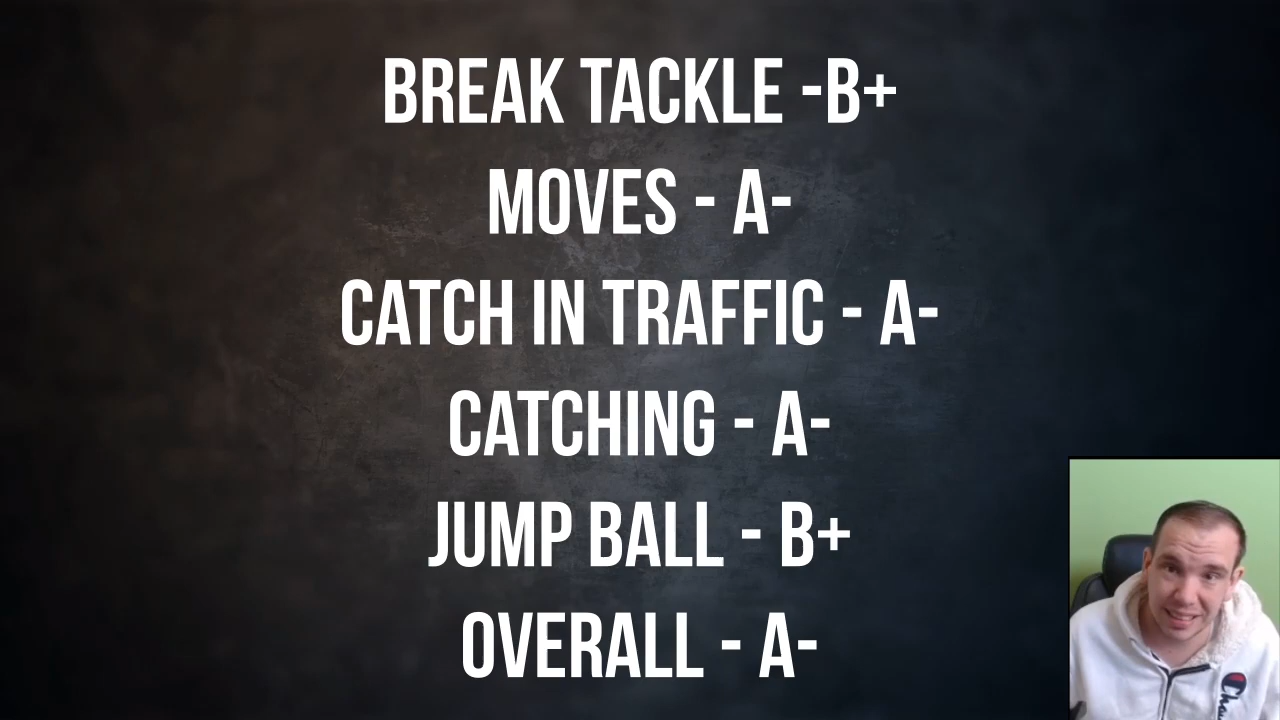 BREAK TACKLE -B+
MOVES - A-
CATCH IN TRAFFIC - A-
CATCHING - A-
JUMP BALL - B+
OVERALL - A-